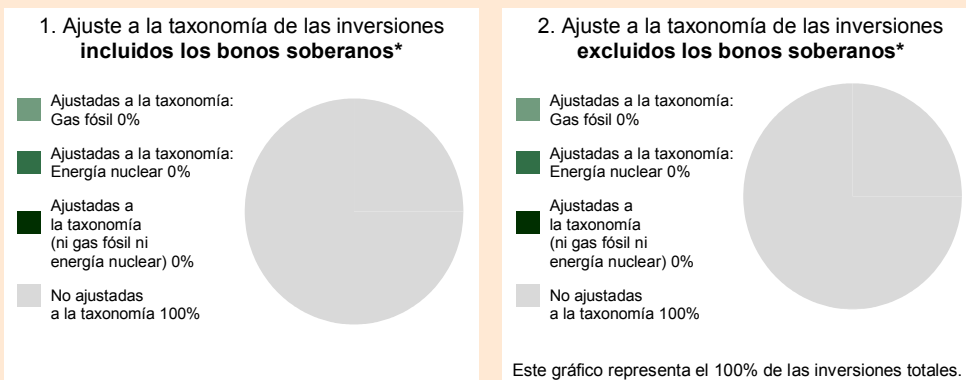 1. Ajuste a la taxonomía de las inversiones
incluidos los bonos soberanos*
Ajustadas a la taxonomía:
Gas fósil 0%
Ajustadas a la taxonomía:
Energía nuclear 0%
Ajustadas a
la taxonomía
(ni gas fósil ni
energía nuclear) 0%
No ajustadas
a la taxonomía 100%
2. Ajuste a la taxonomía de las inversiones
excluidos los bonos soberanos*
Ajustadas a la taxonomía:
Gas fósil 0%
Ajustadas a la taxonomía:
Energía nuclear 0%
Ajustadas a
la taxonomía
(ni gas fósil ni
energía nuclear) 0%
No ajustadas
a la taxonomía 100%
Este gráfico representa el 100% de las inversiones totales.